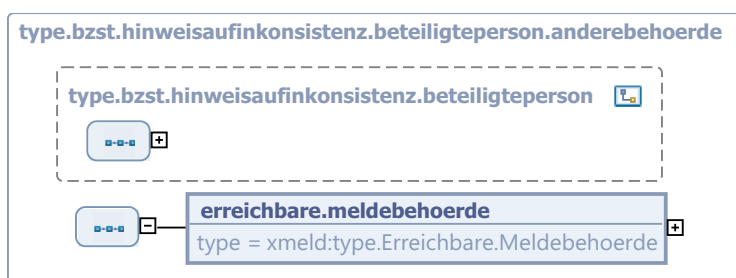 type.bzst.hinweisaufinkonsistenz.beteiligteperson.anderebehoerde
type.bzst.hinweisaufinkonsistenz.beteiligteperson
erreichbare.meldebehoerde
type = xmeld:type.Erreichbare.Meldebehoerde